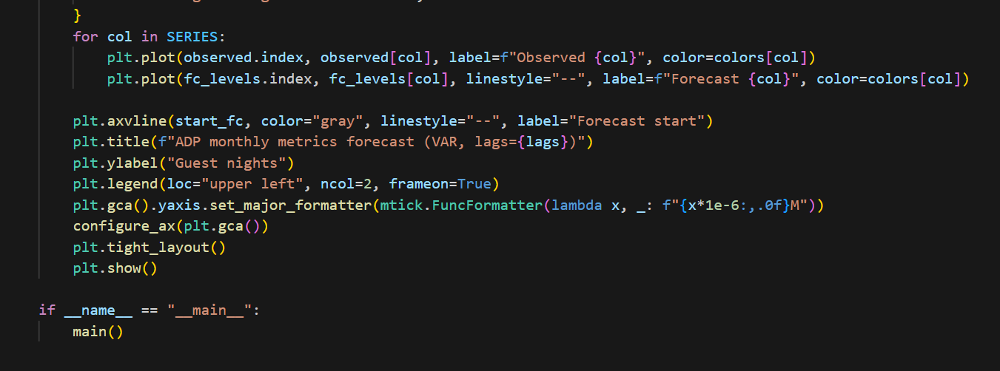 }
for col in SERIES:
plt.plot(observed.index, observed[col], label=f"Observed {col}", color=colors[col])
plt.plot(fc_levels.index, fc_levels[col], linestyle="--", label=f"Forecast {col}", color=colors[col])
plt.axvline(start_fc, color="gray", linestyle="--", label="Forecast start")
plt.title(f"ADP monthly metrics forecast (VAR, lags={lags})")
plt.ylabel("Guest nights")
plt.legend(loc="upper left", ncol=2, frameon=True)
plt.gca().yaxis.set_major_formatter(mtick.FuncFormatter(lambda x, _: f"{x*1e-6:,.0f}M"))
configure_ax(plt.gca())
plt.tight_layout()
plt.show()
if __name__ == "__main__":
main()